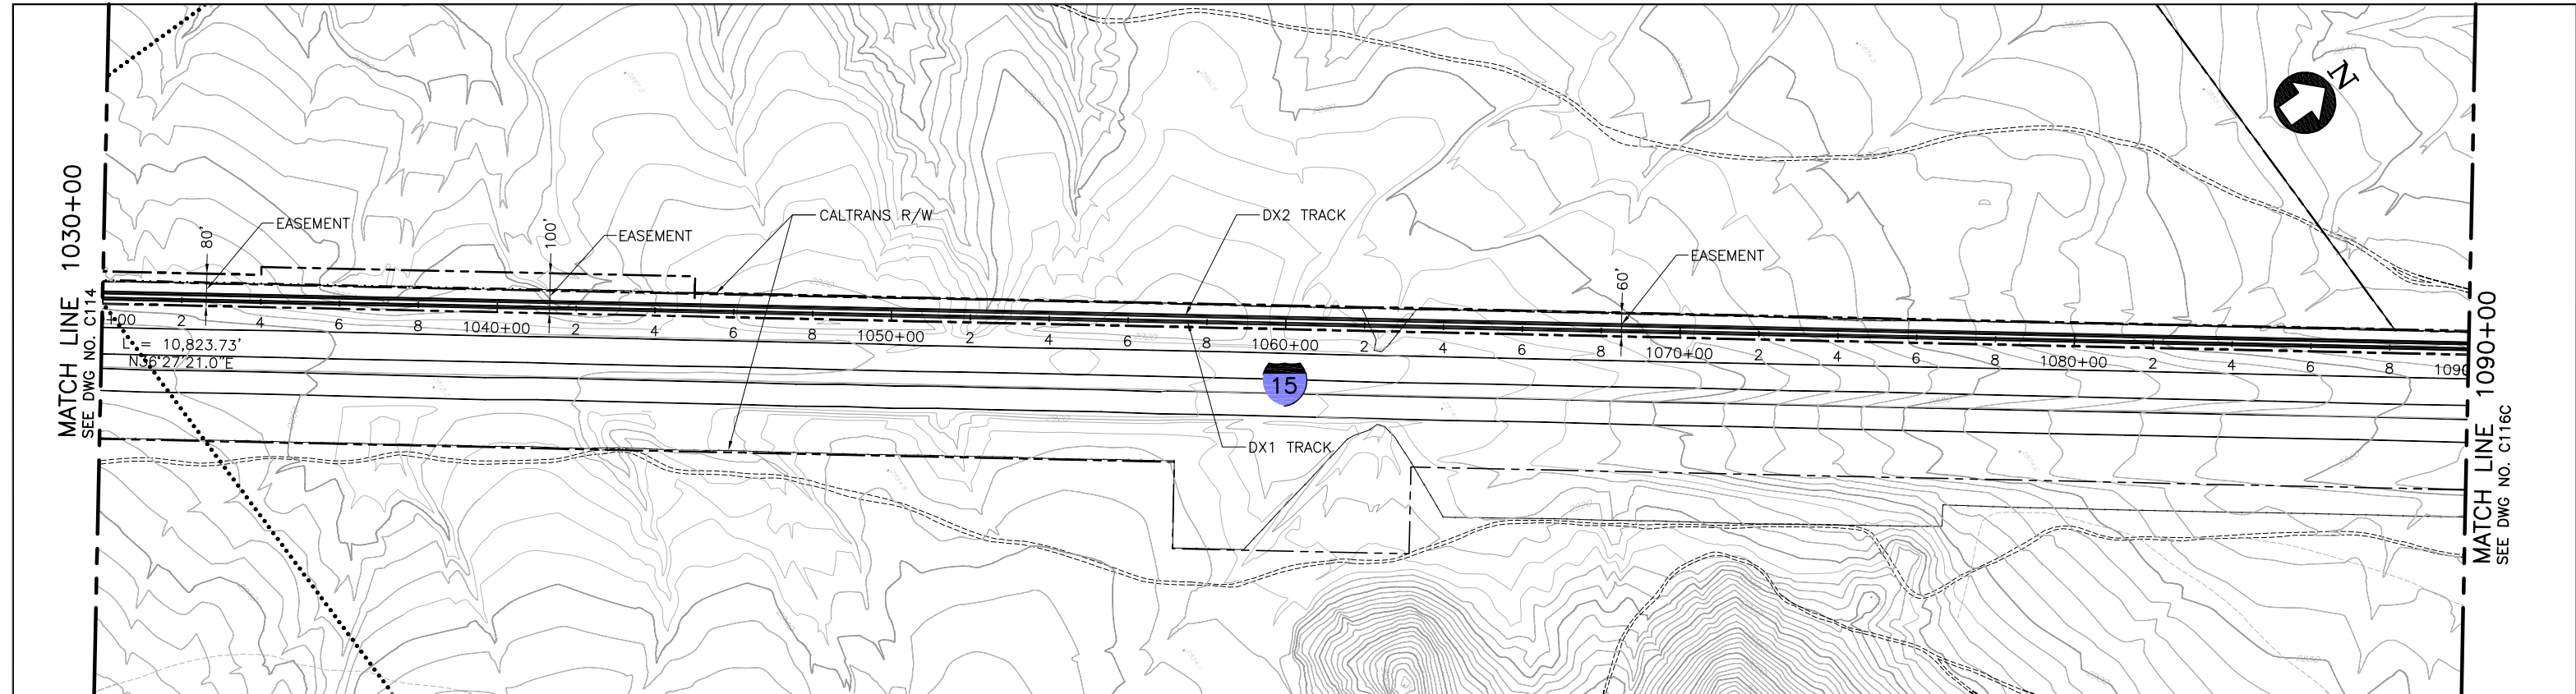 N
MATCH LINE 1030+00
SEE DWG NO. C114
80'
EASEMENT
100'
EASEMENT
CALTRANS R/W
DX2 TRACK
60'
EASEMENT
+00 2 4 6 8 1040+00 2 4 6 8 1050+00 2 4 6 8 1060+00 2 4 6 8 1070+00 2 4 6 8 1080+00 2 4 6 8 1090
L = 10,823.73'
N36°27'21.0"E
15
DX1 TRACK
MATCH LINE 1090+00
SEE DWG NO. C116C